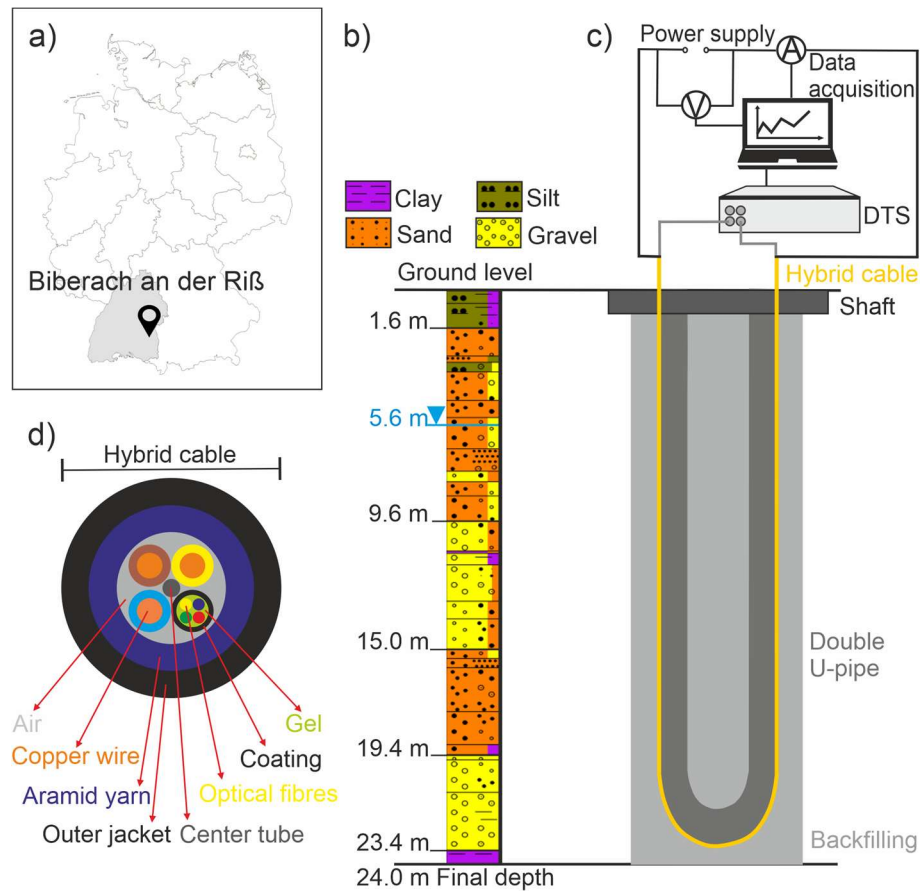 a)
Biberach an der Riß
b)
Clay
Silt
Sand
Gravel
Ground level
1.6 m
5.6 m
9.6 m
15.0 m
19.4 m
23.4 m
24.0 m Final depth
c)
Power supply
A
Data
acquisition
V
DTS
Hybrid cable
Shaft
Double
U-pipe
Backfilling
d)
Hybrid cable
Air
Gel
Copper wire
Coating
Aramid yarn
Optical fibres
Outer jacket
Center tube